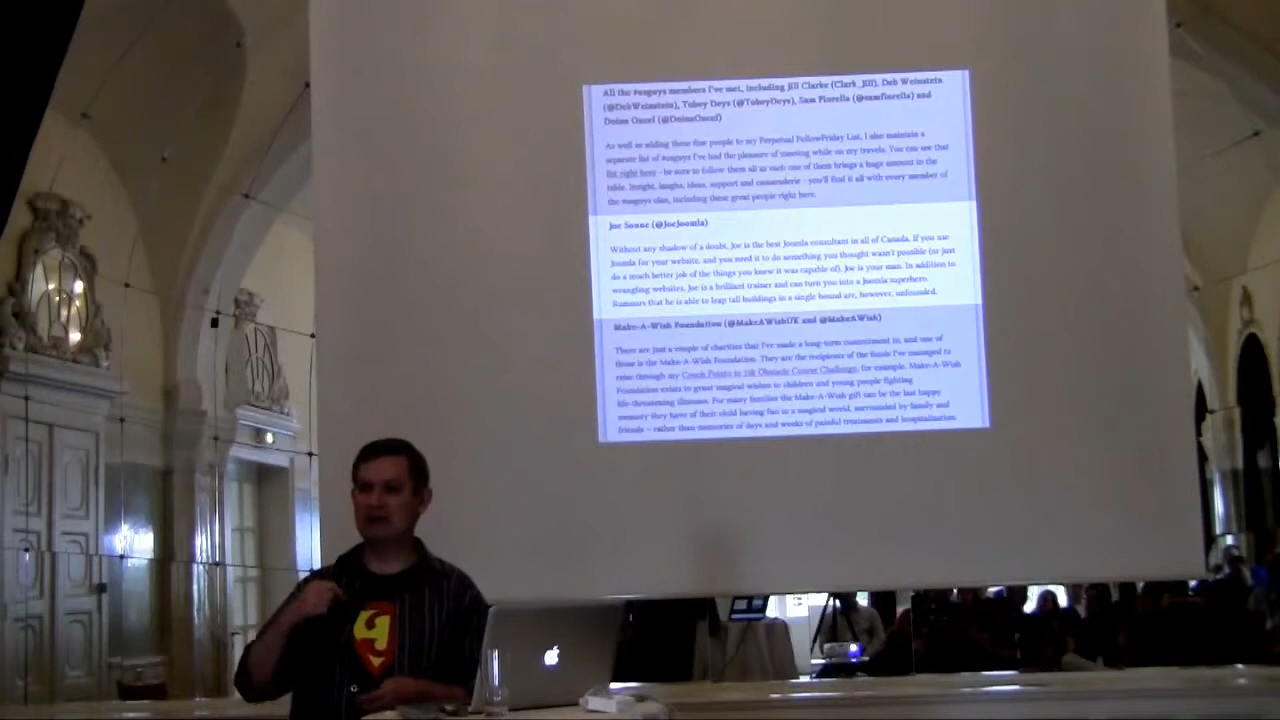 All the #usguys members I've met, including Jill Clarke (Clark_Jill), Deb Weinstein
(@DebWeinstein), Tobey Deys (@TobeyDeys), Sam Fiorella (@samfiorella) and
Doina Oncel (@DoinaOncel)
As well as adding these fine people to my Perpetual FollowFriday List, I also maintain a
separate list of #usguys I've had the pleasure of meeting while on my travels. You can see that
list right here - be sure to follow them all as each one of them brings a huge amount to the
table. Insight, laughs, ideas, support and camaraderie - you'll find it all with every member of
the #usguys clan, including these great people right here.
Joe Sonne (@JoeJoomla)
Without any shadow of a doubt, Joe is the best Joomla consultant in all of Canada. If you use
Joomla for your website, and you need it to do something you thought wasn't possible (or just
do a much better job of the things you knew it was capable of), Joe is your man. In addition to
wrangling websites, Joe is a brilliant trainer and can turn you into a Joomla superhero.
Rumours that he is able to leap tall buildings in a single bound are, however, unfounded.
Make-A-Wish Foundation (@MakeAWishUK and @MakeAWish)
There are just a couple of charities that I've made a long-term commitment to, and one of
those is the Make-A-Wish Foundation. They are the recipients of the funds I've managed to
raise through my Couch Potato to 10k Obstacle Course Challenge, for example. Make-A-Wish
Foundation exists to grant magical wishes to children and young people fighting
life-threatening illnesses. For many families the Make-A-Wish gift can be the last happy
memory they have of their child having fun in a magical world, surrounded by family and
friends – rather than memories of days and weeks of painful treatments and hospitalisation.